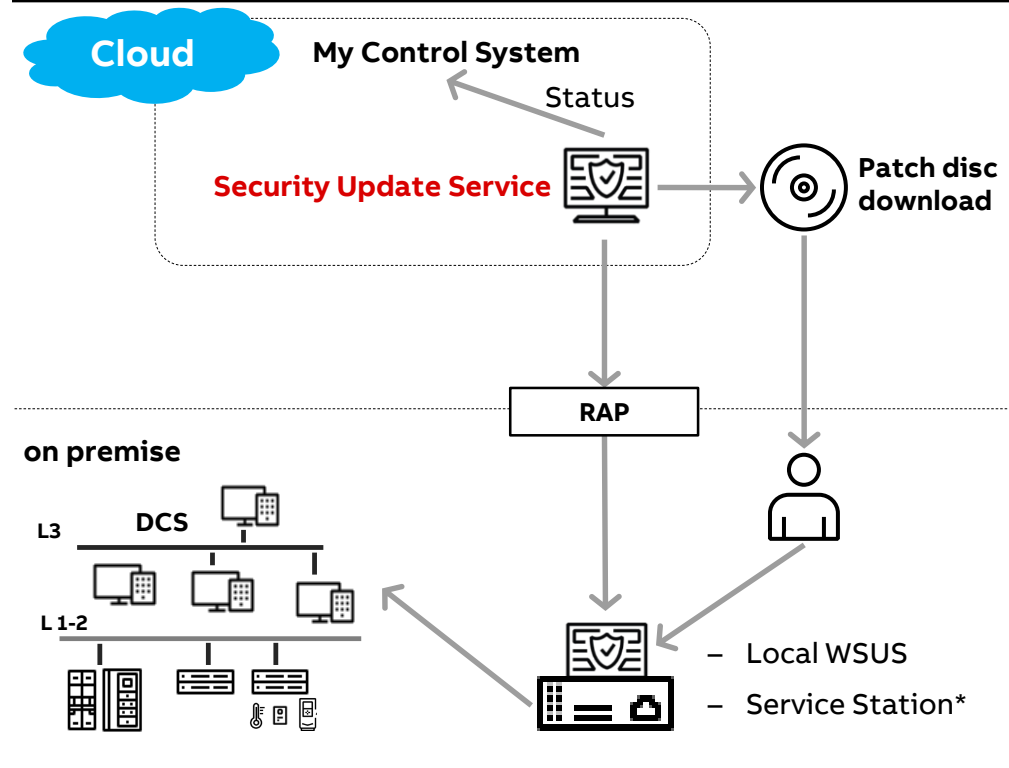 Cloud
My Control System
Status
Security Update Service
Patch disc
download
RAP
on premise
DCS
L3
L 1-2
– Local WSUS
– Service Station*